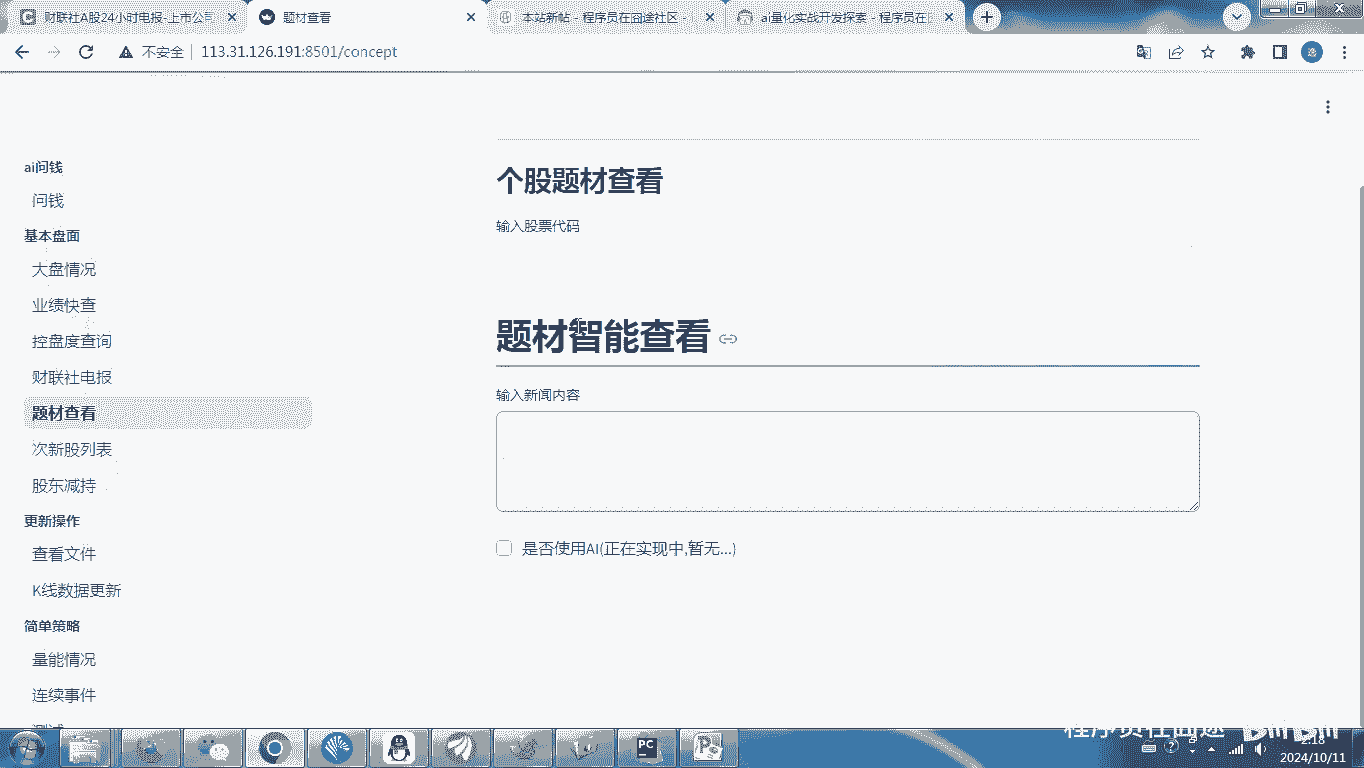 财联社A股24小时电报-上市公司
题材查看
本站新帖 - 程序员在囧途社区 -
ai量化实战开发探索 - 程序员在
不安全
113.31.126.191:8501/concept
ai问钱
问钱
基本盘面
大盘情况
业绩快查
控盘度查询
财联社电报
题材查看
次新股列表
股东减持
更新操作
查看文件
K线数据更新
简单策略
量能情况
连续事件
测试
个股题材查看
输入股票代码
题材智能查看
输入新闻内容
是否使用AI(正在实现中,暂无...)
程序员在囧途
bilibili
PC
2:18
2024/10/11